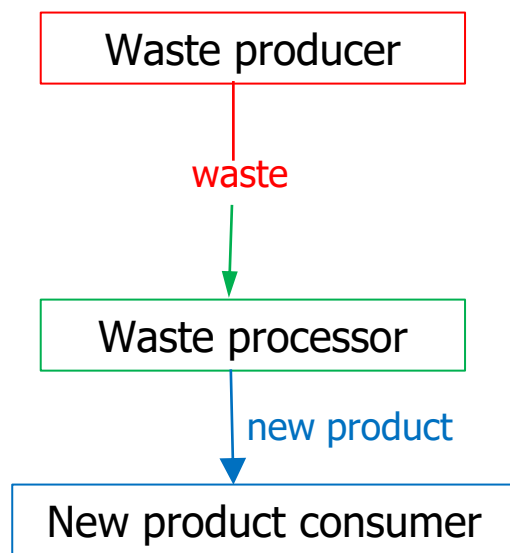 Waste producer
waste
Waste processor
new product
New product consumer